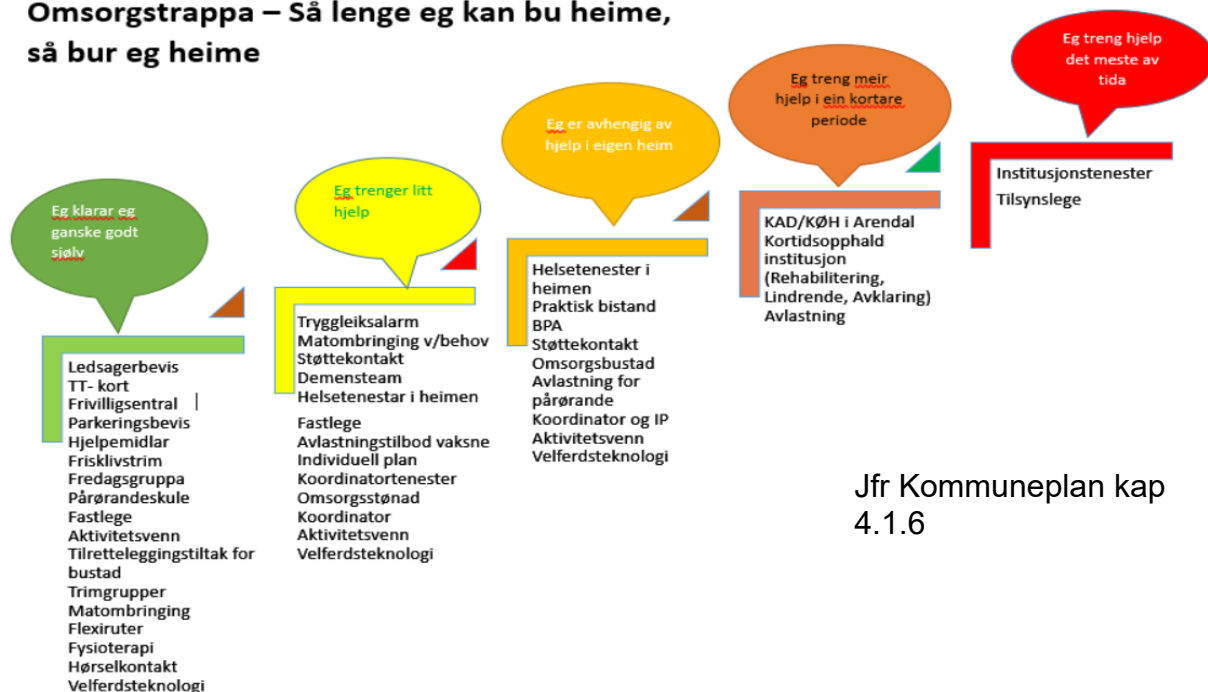 Omsorgstrappa – Så lenge eg kan bu heime,
så bur eg heime
Eg klarar eg
ganske godt
sjølv
Ledsagerbevis
TT- kort
Frivilligsentral
Parkeringsbevis
Hjelpemidlar
Frisklivstrim
Fredagsgruppa
Pårørandeskule
Fastlege
Aktivitetsvenn
Tilretteleggingstiltak for
bustad
Trimgrupper
Matombringing
Flexiruter
Fysioterapi
Hørselkontakt
Velferdsteknologi
Eg trenger litt
hjelp
Tryggleiksalarm
Matombringing v/behov
Støttekontakt
Demensteam
Helsetenestar i heimen
Fastlege
Avlastningstilbod vaksne
Individuell plan
Koordinatortenester
Omsorgsstønad
Koordinator
Aktivitetsvenn
Velferdsteknologi
Eg er avhengig av
hjelp i eigen heim
Helsetenester i
heimen
Praktisk bistand
BPA
Støttekontakt
Omsorgsbustad
Avlastning for
pårørande
Koordinator og IP
Aktivitetsvenn
Velferdsteknologi
Eg treng meir
hjelp i ein kortare
periode
KAD/KØH i Arendal
Kortidsopphald
institusjon
(Rehabilitering,
Lindrende, Avklaring)
Avlastning
Eg treng hjelp
det meste av
tida
Institusjonstenester
Tilsynslege
Jfr Kommuneplan kap
4.1.6